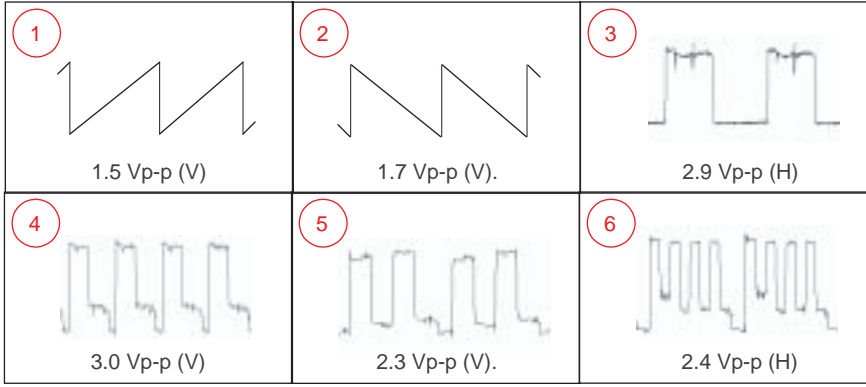 1
2
3
1.5 Vp-p (V)
1.7 Vp-p (V).
2.9 Vp-p (H)
4
5
6
3.0 Vp-p (V)
2.3 Vp-p (V).
2.4 Vp-p (H)